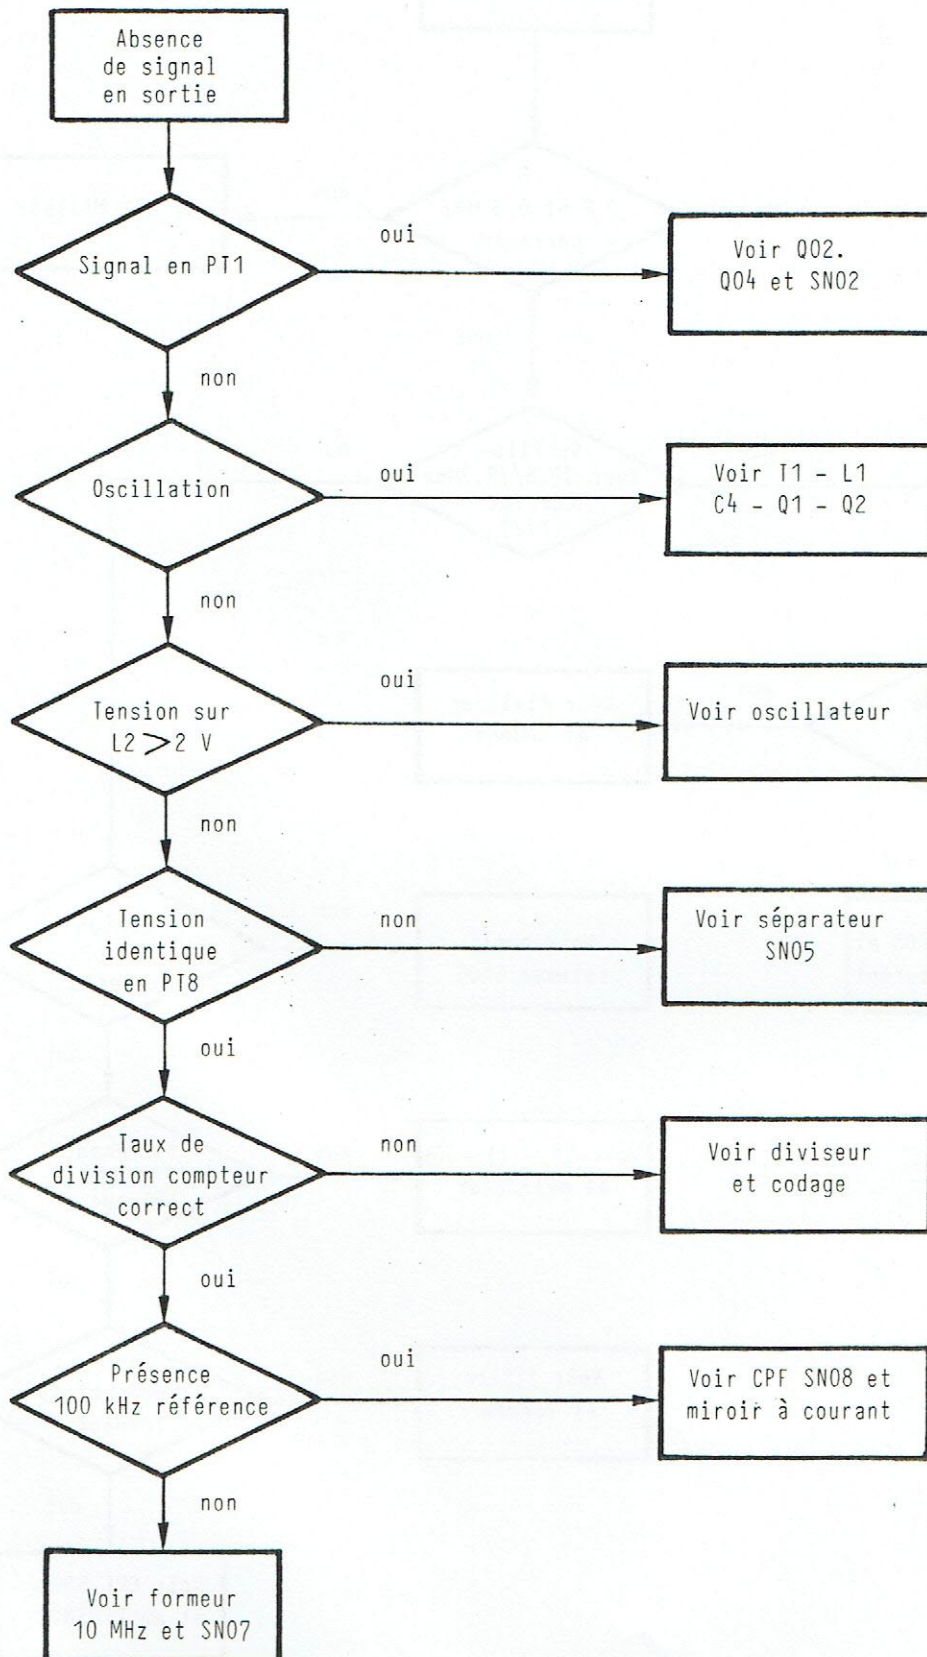 Absence
de signal
en sortie
Signal en PT1
oui
Voir Q02.
Q04 et SN02
non
Oscillation
oui
Voir T1 - L1
C4 - Q1 - Q2
non
Tension sur
L2 > 2 V
oui
Voir oscillateur
non
Tension
identique
en PT8
non
Voir séparateur
SN05
oui
Taux de
division compteur
correct
non
Voir diviseur
et codage
oui
Présence
100 kHz référence
oui
Voir CPF SN08 et
miroir à courant
non
Voir formeur
10 MHz et SN07